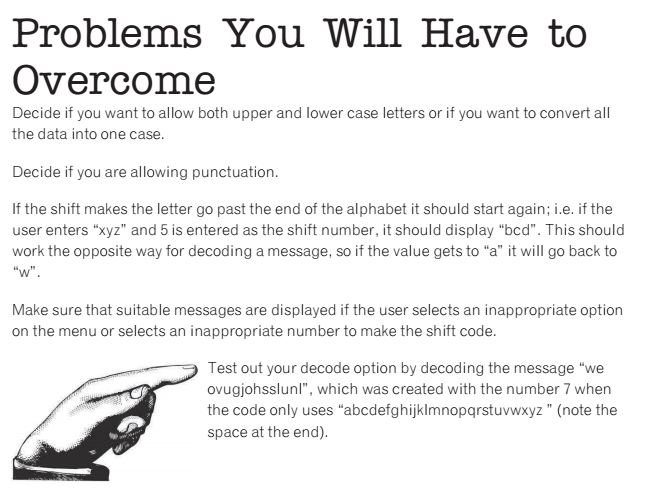 Problems You Will Have to
Overcome
Decide if you want to allow both upper and lower case letters or if you want to convert all
the data into one case.
Decide if you are allowing punctuation.
If the shift makes the letter go past the end of the alphabet it should start again; i.e. if the
user enters “xyz” and 5 is entered as the shift number, it should display “bcd”. This should
work the opposite way for decoding a message, so if the value gets to “a” it will go back to
“w”.
Make sure that suitable messages are displayed if the user selects an inappropriate option
on the menu or selects an inappropriate number to make the shift code.
Test out your decode option by decoding the message “we
ovugjohsslunl”, which was created with the number 7 when
the code only uses “abcdefghijklmnopqrstuvwxyz ” (note the
space at the end).